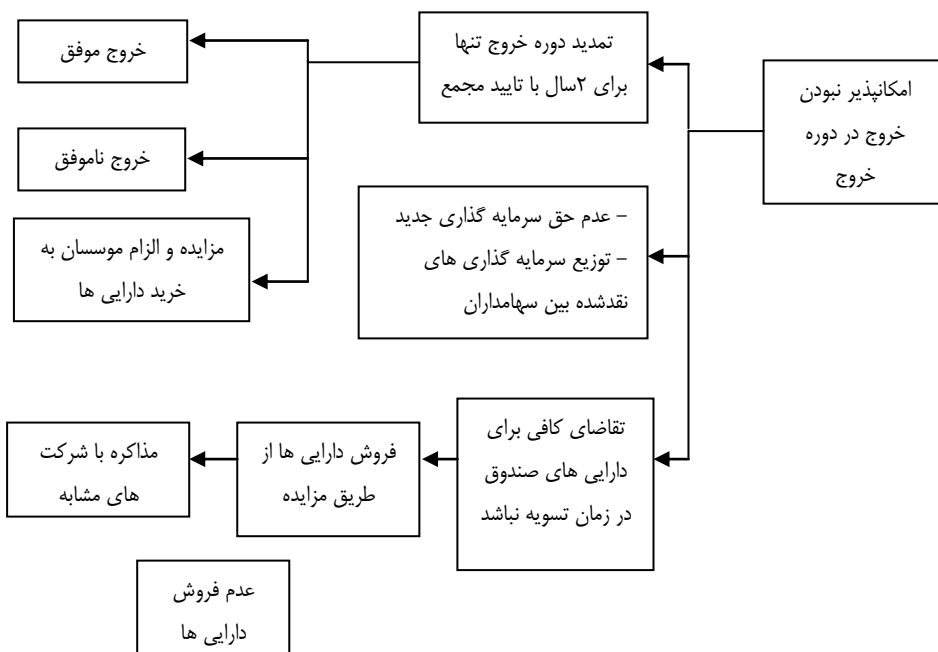 امکانپذیر نبودن
خروج در دوره
خروج
تمدید دوره خروج تنها
برای ۲سال با تایید مجمع
خروج موفق
خروج ناموفق
مزایده و الزام موسسان به
خرید دارایی ها
– عدم حق سرمایه گذاری جدید
– توزیع سرمایه گذاری های
نقدشده بین سهامداران
تقاضای کافی برای
دارایی های صندوق
در زمان تسویه نباشد
فروش دارایی ها از
طریق مزایده
مذاکره با شرکت
های مشابه
عدم فروش
دارایی ها